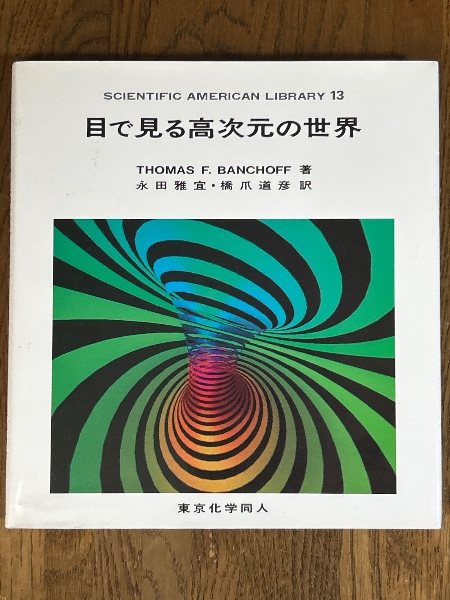 SCIENTIFIC AMERICAN LIBRARY 13
目で見る高次元の世界
THOMAS F. BANCHOFF 著
永田雅宜・橋爪道彦訳
東京化学同人